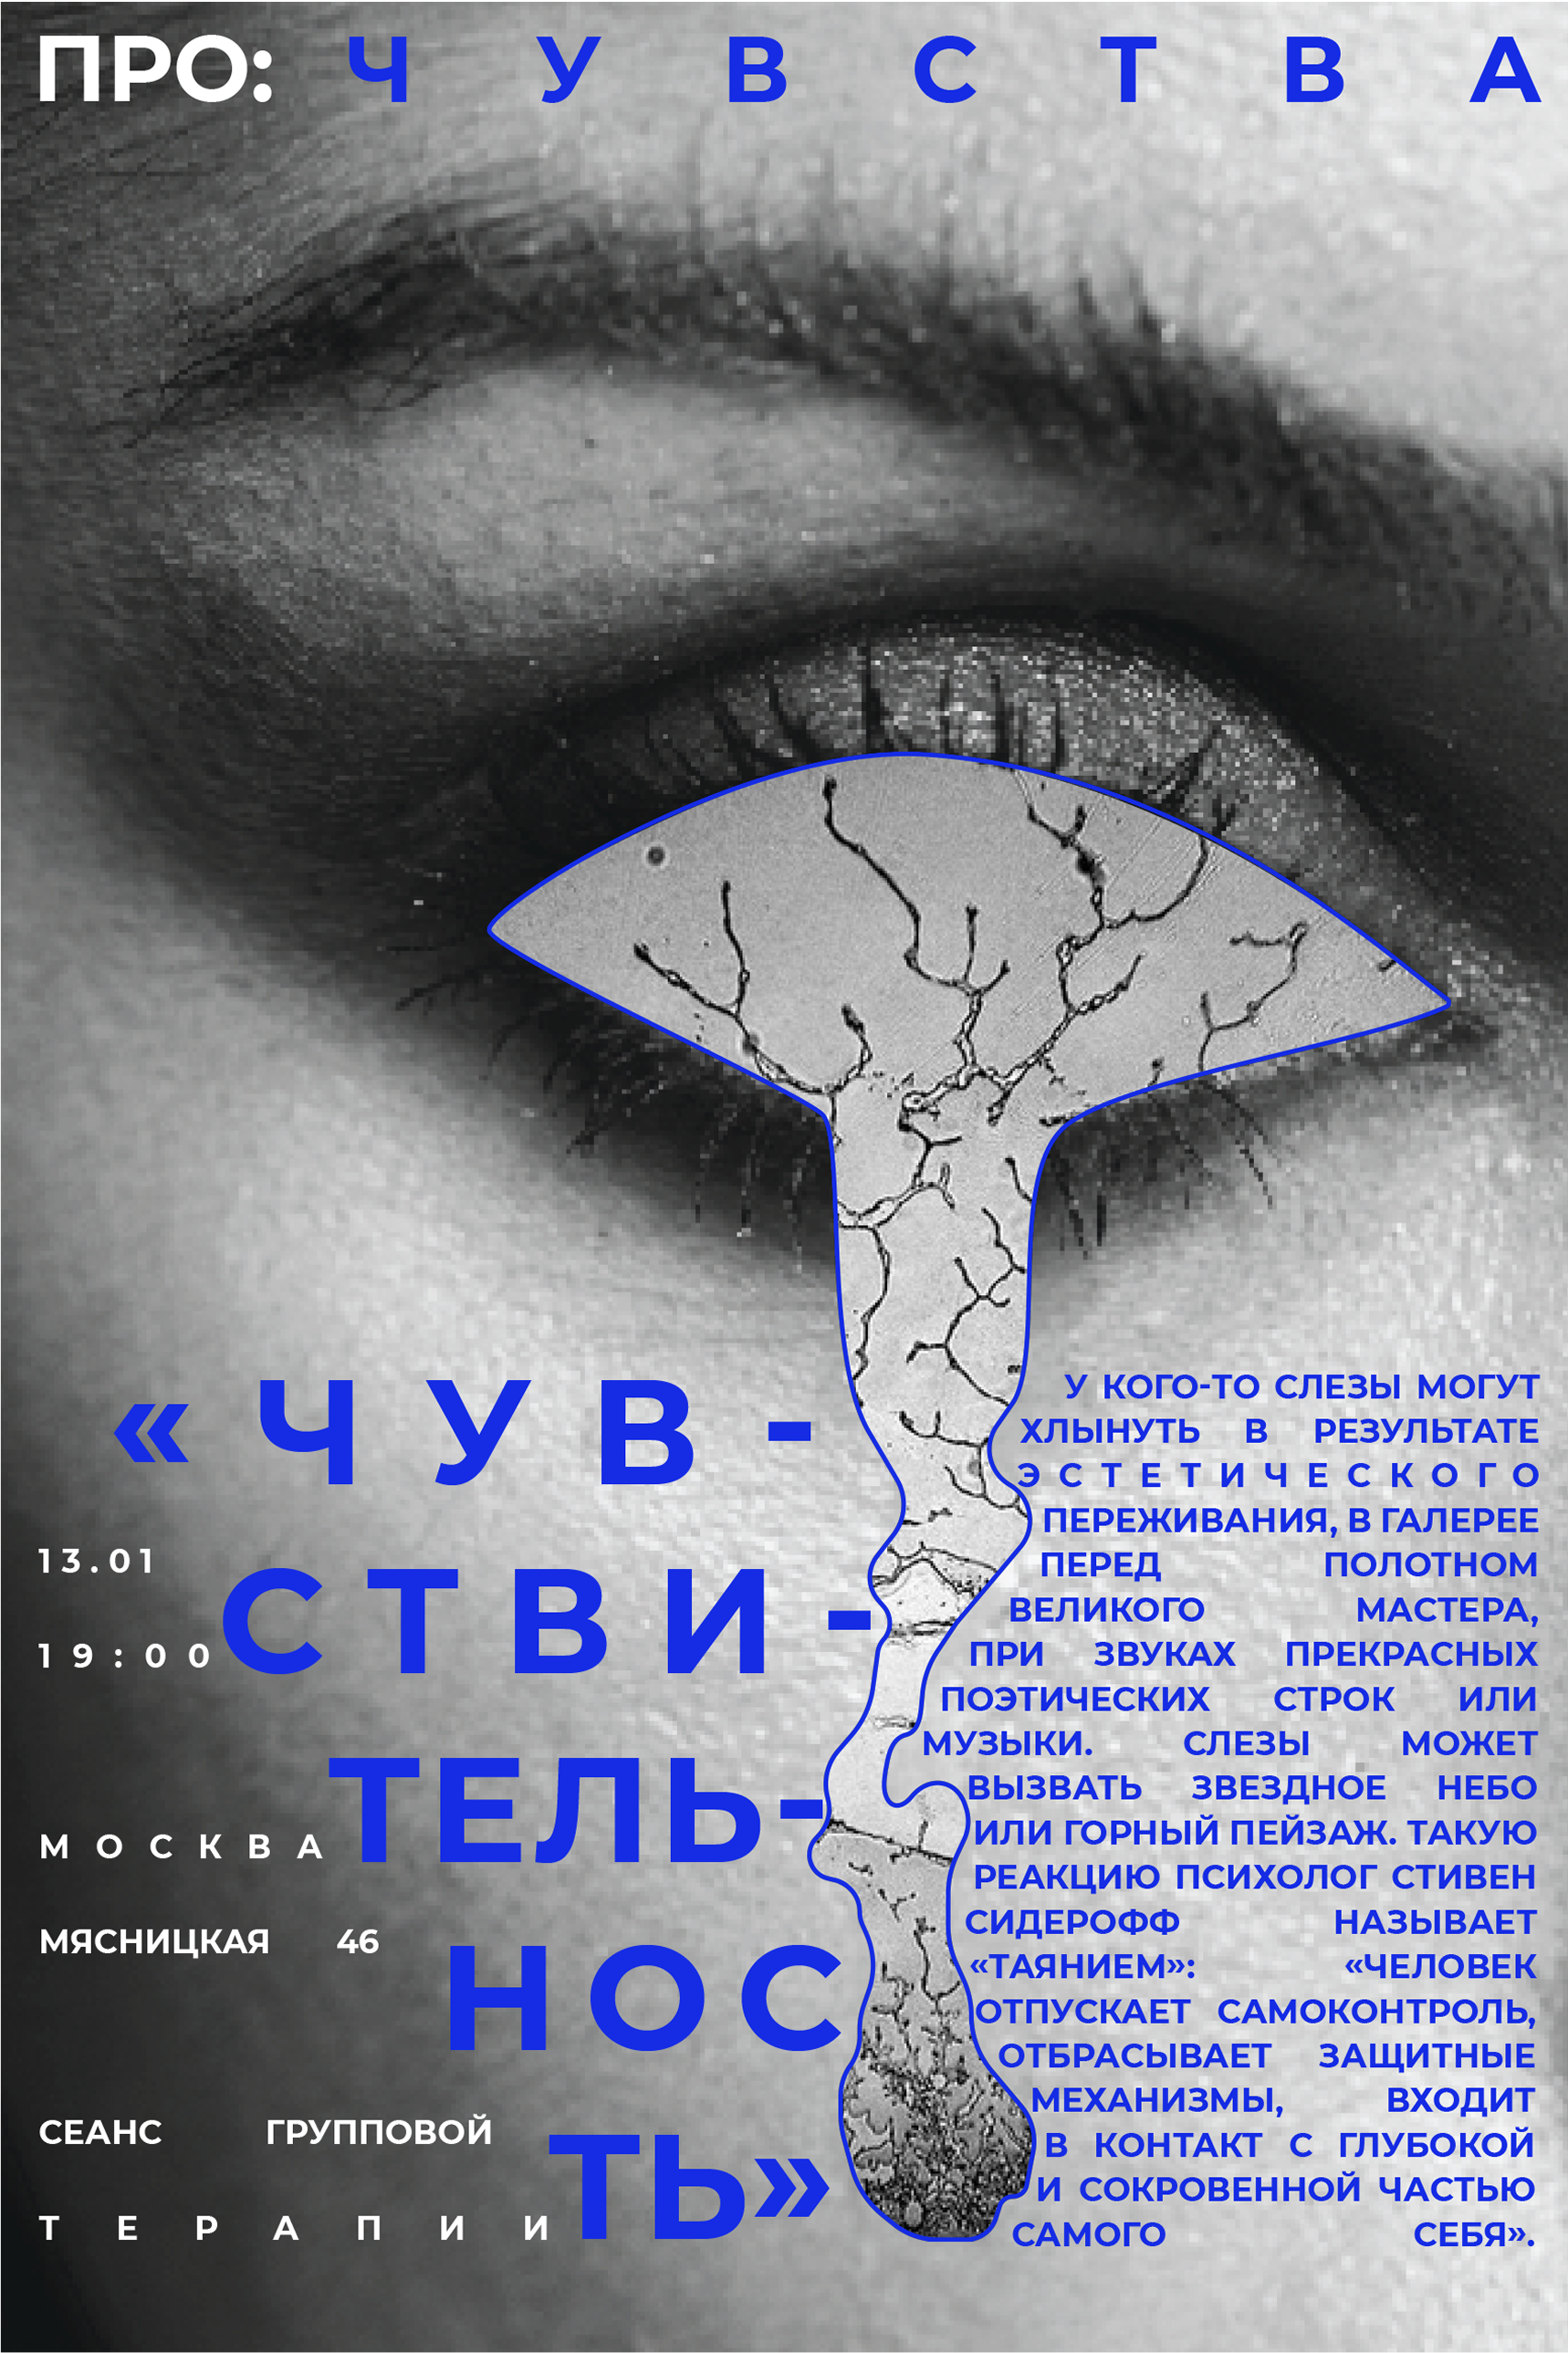 ПРО: ЧУВСТВА
«ЧУВ-
СТВИ-
ТЕЛЬ-
НОС
ТЬ»
13.01
19:00
МОСКВА
МЯСНИЦКАЯ 46
СЕАНС ГРУППОВОЙ
ТЕРАПИИ
У КОГО-ТО СЛЕЗЫ МОГУТ
ХЛЫНУТЬ В РЕЗУЛЬТАТЕ
ЭСТЕТИЧЕСКОГО
ПЕРЕЖИВАНИЯ, В ГАЛЕРЕЕ
ПЕРЕД ПОЛОТНОМ
ВЕЛИКОГО МАСТЕРА,
ПРИ ЗВУКАХ ПРЕКРАСНЫХ
ПОЭТИЧЕСКИХ СТРОК ИЛИ
МУЗЫКИ. СЛЕЗЫ МОЖЕТ
ВЫЗВАТЬ ЗВЕЗДНОЕ НЕБО
ИЛИ ГОРНЫЙ ПЕЙЗАЖ. ТАКУЮ
РЕАКЦИЮ ПСИХОЛОГ СТИВЕН
СИДЕРОФФ НАЗЫВАЕТ
«ТАЯНИЕМ»: «ЧЕЛОВЕК
ОТПУСКАЕТ САМОКОНТРОЛЬ,
ОТБРАСЫВАЕТ ЗАЩИТНЫЕ
МЕХАНИЗМЫ, ВХОДИТ
В КОНТАКТ С ГЛУБОКОЙ
И СОКРОВЕННОЙ ЧАСТЬЮ
САМОГО СЕБЯ».